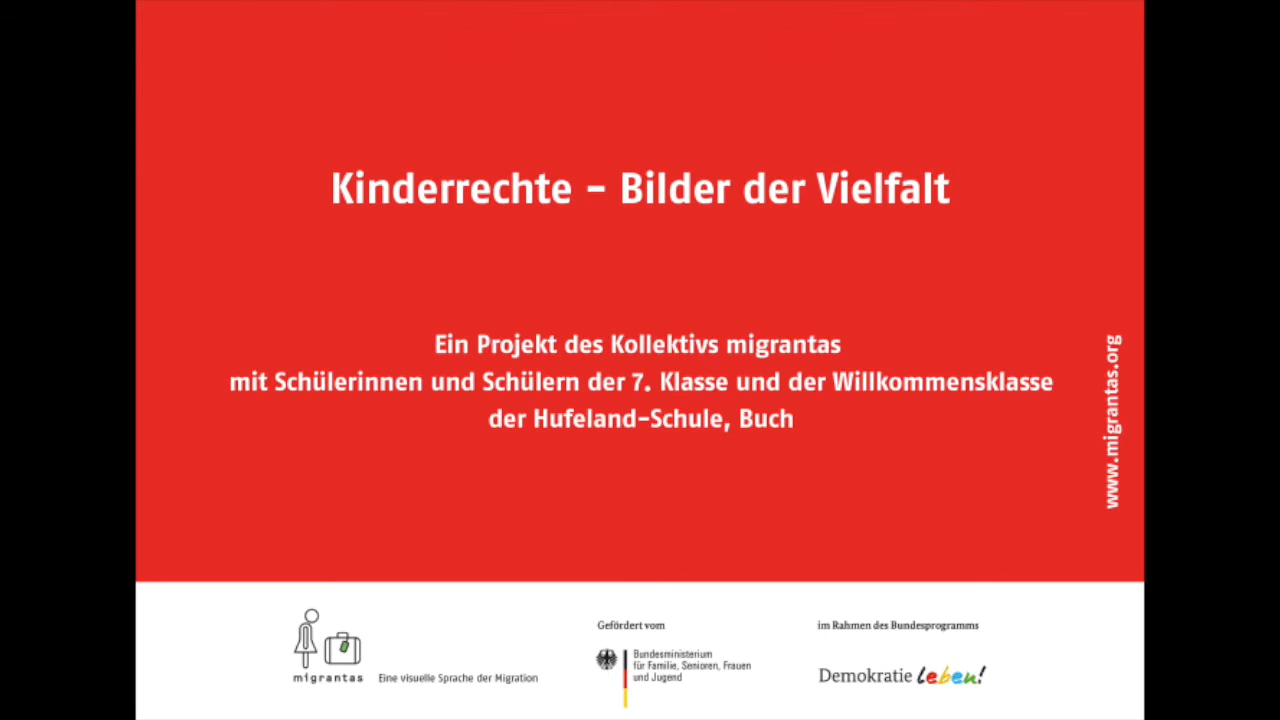 Kinderrechte - Bilder der Vielfalt
Ein Projekt des Kollektivs migrantas
mit Schülerinnen und Schülern der 7. Klasse und der Willkommensklasse
der Hufeland-Schule, Buch
www.migrantas.org
migrantas
Eine visuelle Sprache der Migration
Gefördert vom
Bundesministerium
für Familie, Senioren, Frauen
und Jugend
im Rahmen des Bundesprogramms
Demokratie leben!